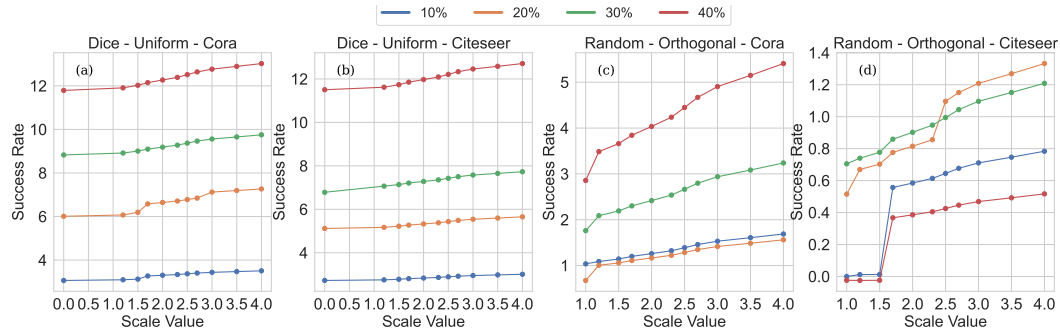 10% 20% 30% 40%
Dice - Uniform - Cora
(a)
Success Rate
12
10
8
6
4
0.0 0.5 1.0 1.5 2.0 2.5 3.0 3.5 4.0
Scale Value
Dice - Uniform - Citeseer
(b)
Success Rate
12
10
8
6
4
0.0 0.5 1.0 1.5 2.0 2.5 3.0 3.5 4.0
Scale Value
Random - Orthogonal - Cora
(c)
Success Rate
5
4
3
2
1
1.0 1.5 2.0 2.5 3.0 3.5 4.0
Scale Value
Random - Orthogonal - Citeseer
(d)
Success Rate
1.4
1.2
1.0
0.8
0.6
0.4
0.2
0.0
1.0 1.5 2.0 2.5 3.0 3.5 4.0
Scale Value